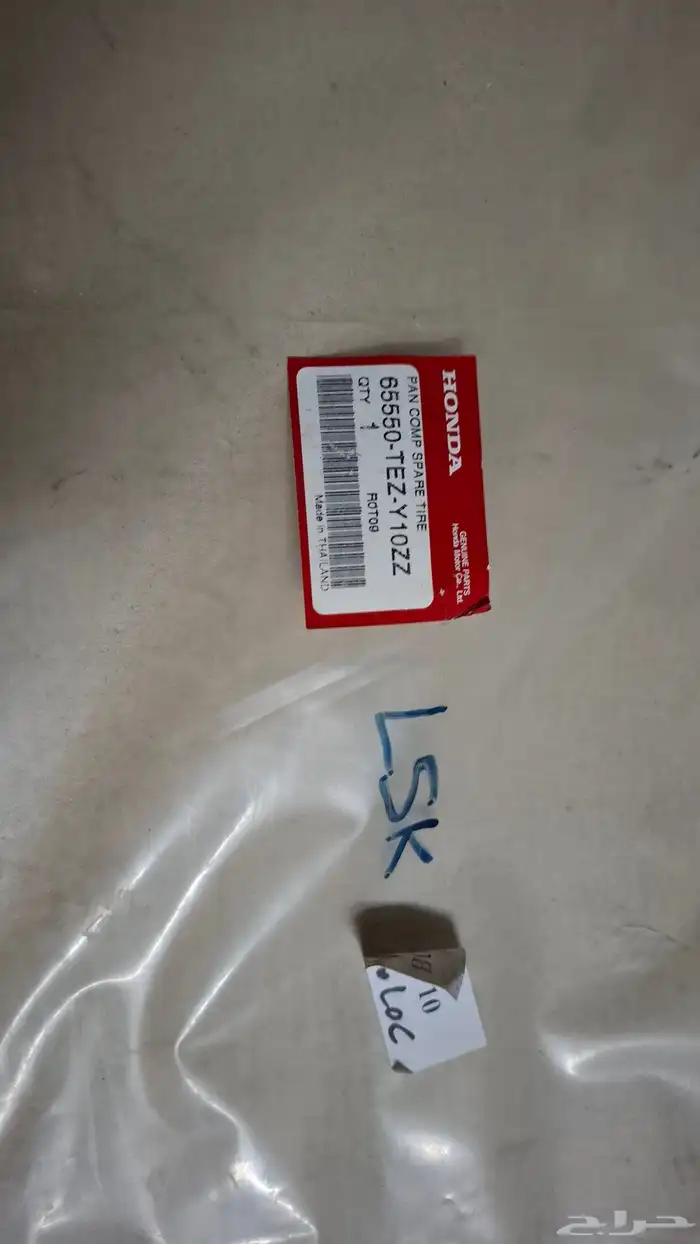 HONDA
GENUINE PARTS
Honda Motor Co., Ltd.
PAN COMP SPARE TIRE
65550-TEZ-Y10ZZ
QTY 1 R0T09
Made in THAILAND
LSK
10
LOC
حراج